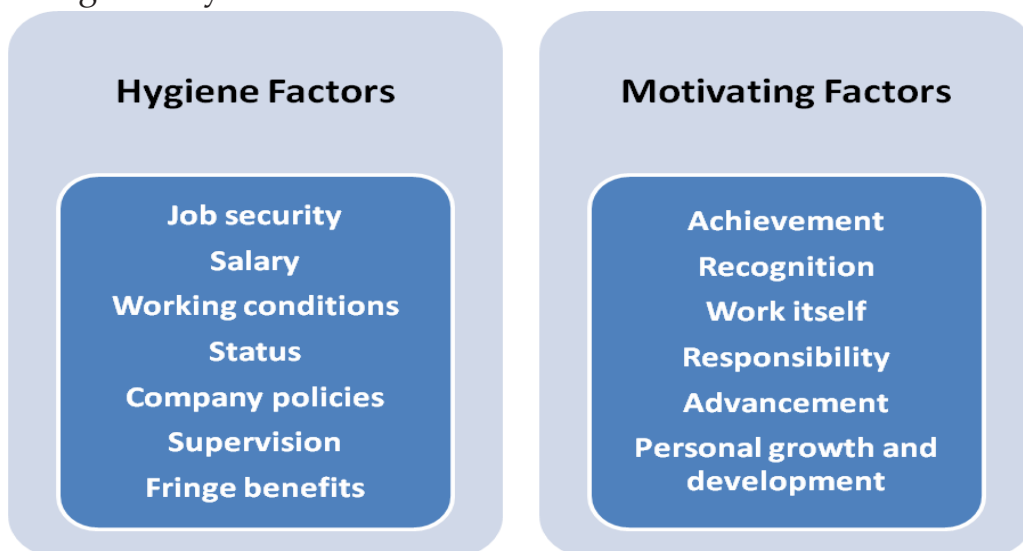 Hygiene Factors
Job security
Salary
Working conditions
Status
Company policies
Supervision
Fringe benefits
Motivating Factors
Achievement
Recognition
Work itself
Responsibility
Advancement
Personal growth and
development